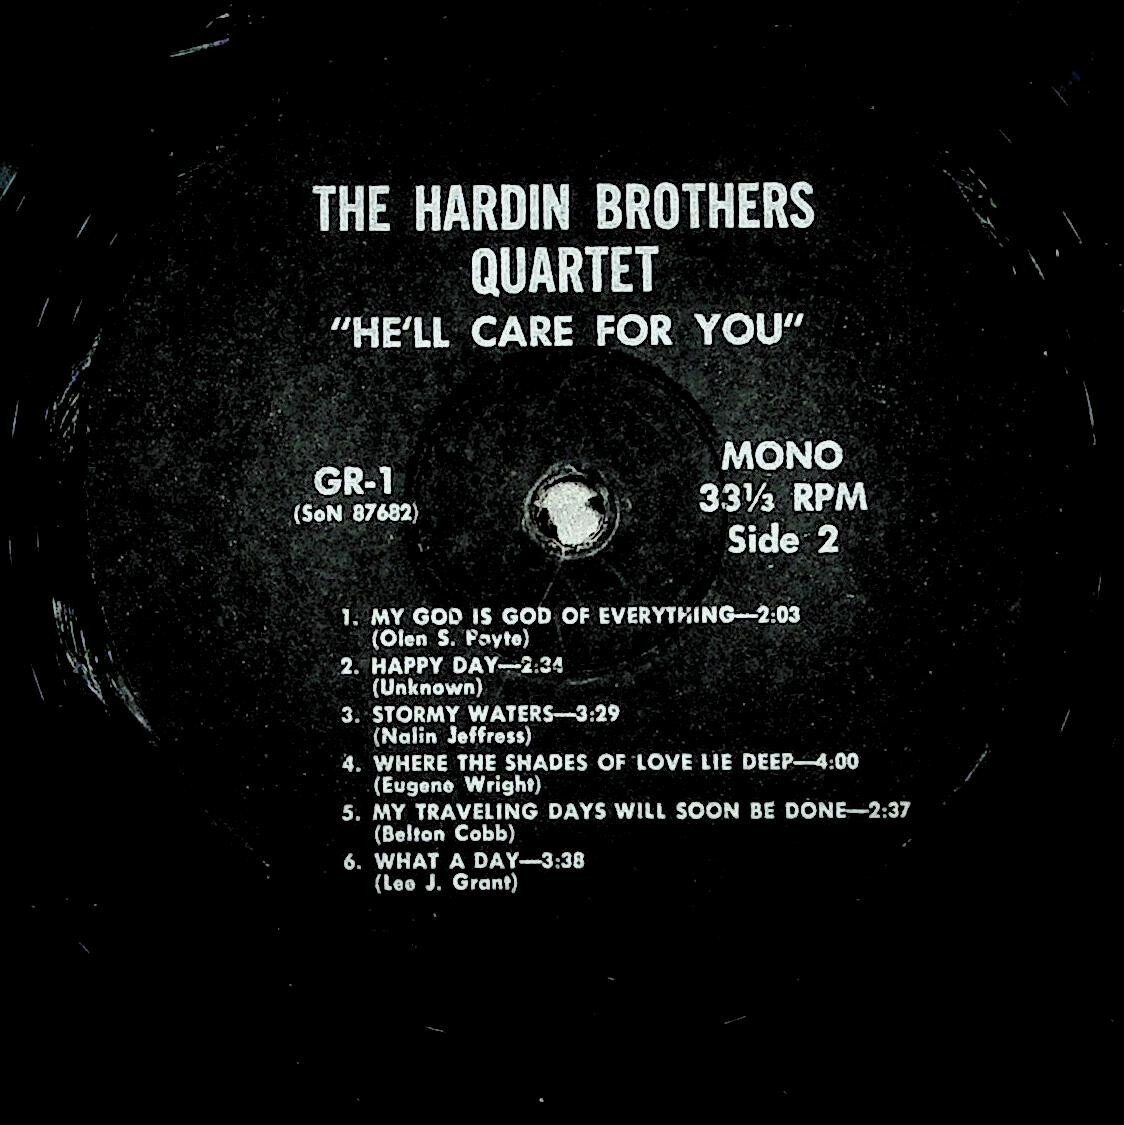 THE HARDIN BROTHERS
QUARTET
"HE'LL CARE FOR YOU"
GR-1
(SoN 87682)
MONO
33⅓ RPM
Side 2
1. MY GOD IS GOD OF EVERYTHING—2:03
(Olen S. Payte)
2. HAPPY DAY—2:34
(Unknown)
3. STORMY WATERS—3:29
(Nalin Jeffress)
4. WHERE THE SHADES OF LOVE LIE DEEP—4:00
(Eugene Wright)
5. MY TRAVELING DAYS WILL SOON BE DONE—2:37
(Belton Cobb)
6. WHAT A DAY—3:38
(Lee J. Grant)